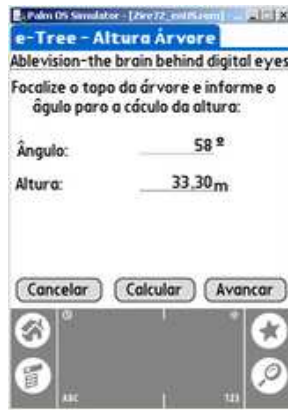 Palm OS Simulator - [Zire72_enUS.rom]
e-Tree - Altura Árvore
Ablevision-the brain behind digital eyes
Focalize o topo da árvore e informe o
âgulo paro a cáculo da altura:
Ângulo: 58 º
Altura: 33,30 m
Cancelar Calcular Avancar
ABC 123